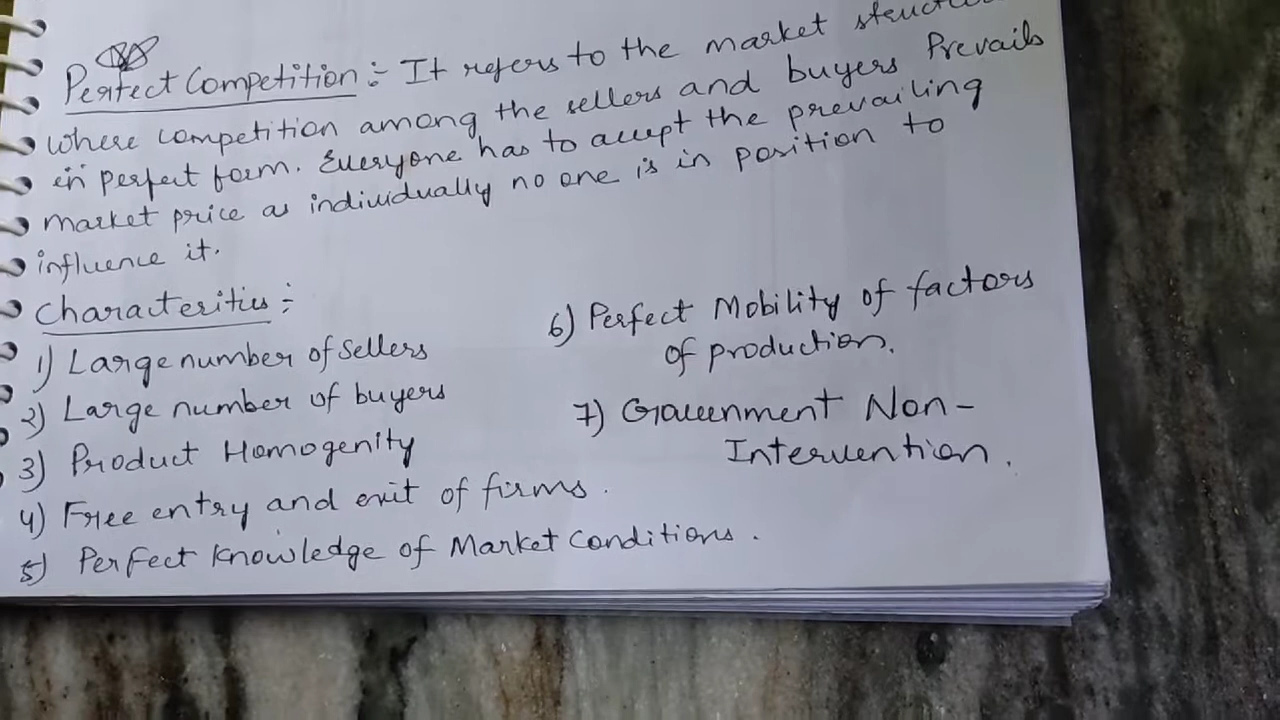 Perfect Competition :- It refers to the market structu
where competition among the sellers and buyers Prevails
in perfect form. Everyone has to accept the prevailing
market price as individually no one is in position to
influence it.
Characteritics :-
1) Large number of Sellers
2) Large number of buyers
3) Product Homogenity
4) Free entry and exit of firms.
5) Perfect Knowledge of Market Conditions.
6) Perfect Mobility of factors
of production.
7) Government Non-
Intervention.